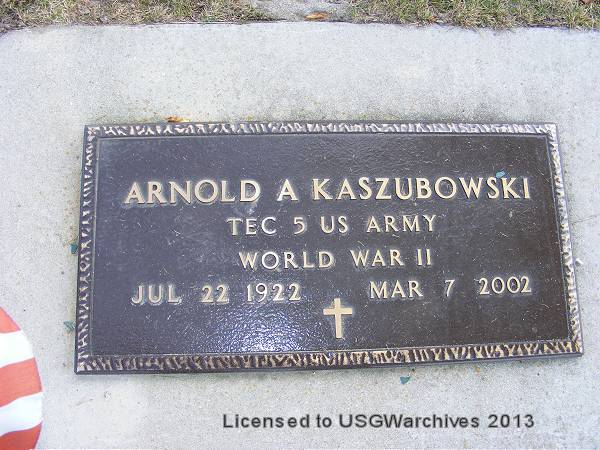 ARNOLD A KASZUBOWSKI
TEC 5 US ARMY
WORLD WAR II
JUL 22 1922 MAR 7 2002
Licensed to USGWarchives 2013